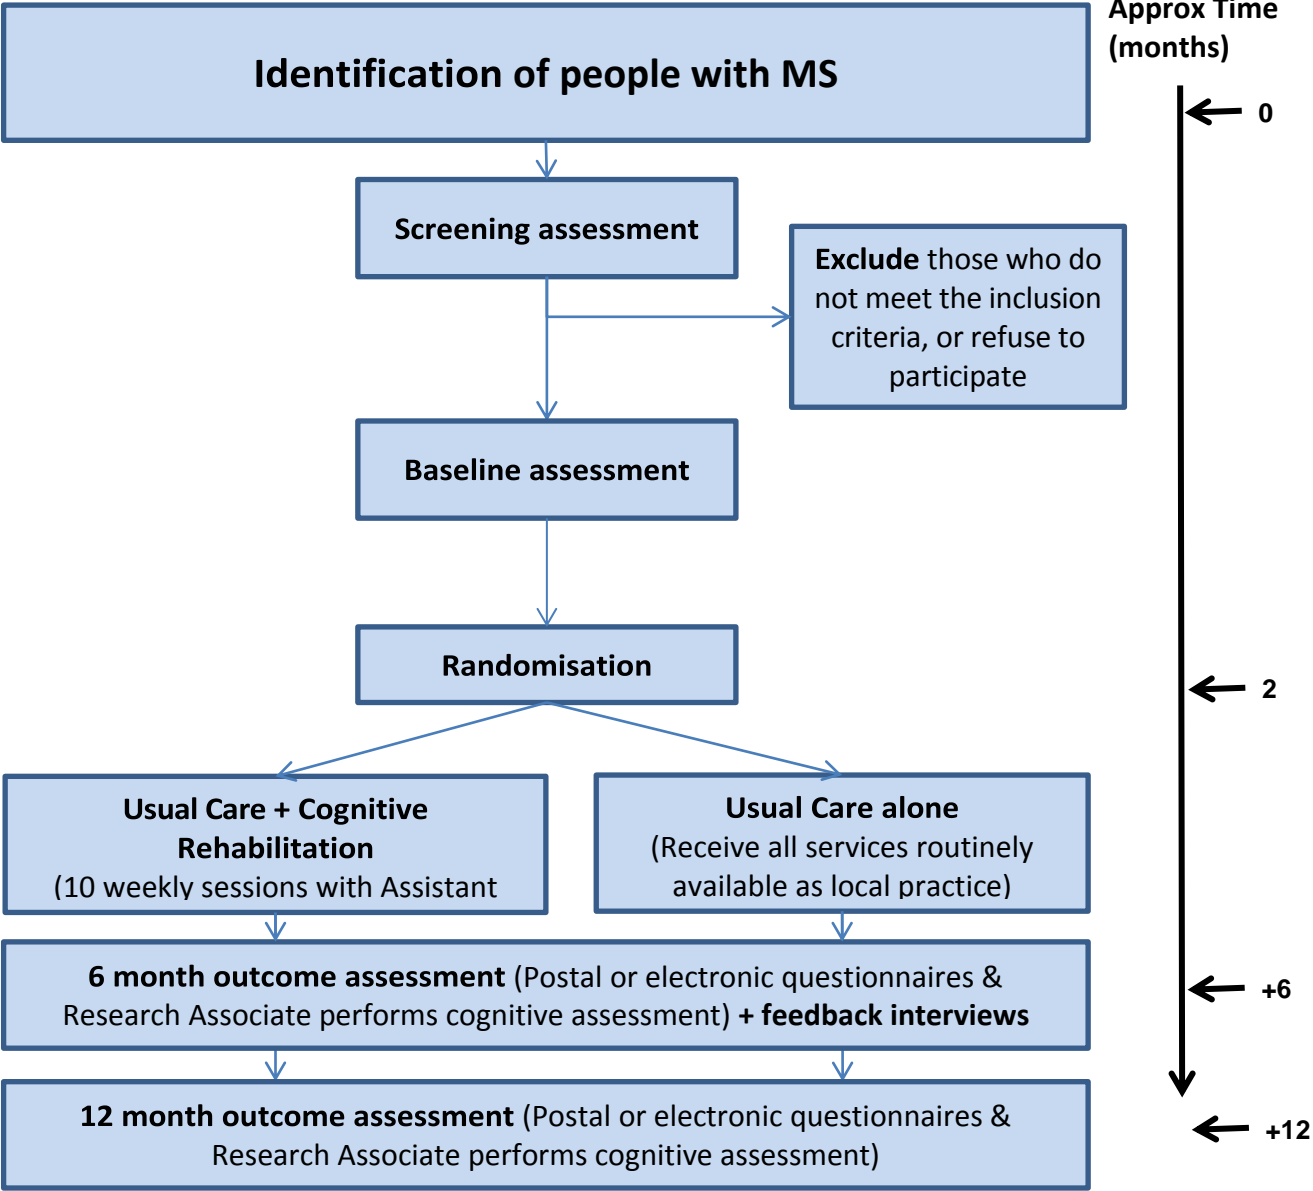 Approx Time
(months)
Identification of people with MS
0
Screening assessment
Exclude those who do
not meet the inclusion
criteria, or refuse to
participate
Baseline assessment
Randomisation
2
Usual Care + Cognitive
Rehabilitation
(10 weekly sessions with Assistant
Usual Care alone
(Receive all services routinely
available as local practice)
6 month outcome assessment (Postal or electronic questionnaires &
Research Associate performs cognitive assessment) + feedback interviews
+6
12 month outcome assessment (Postal or electronic questionnaires &
Research Associate performs cognitive assessment)
+12